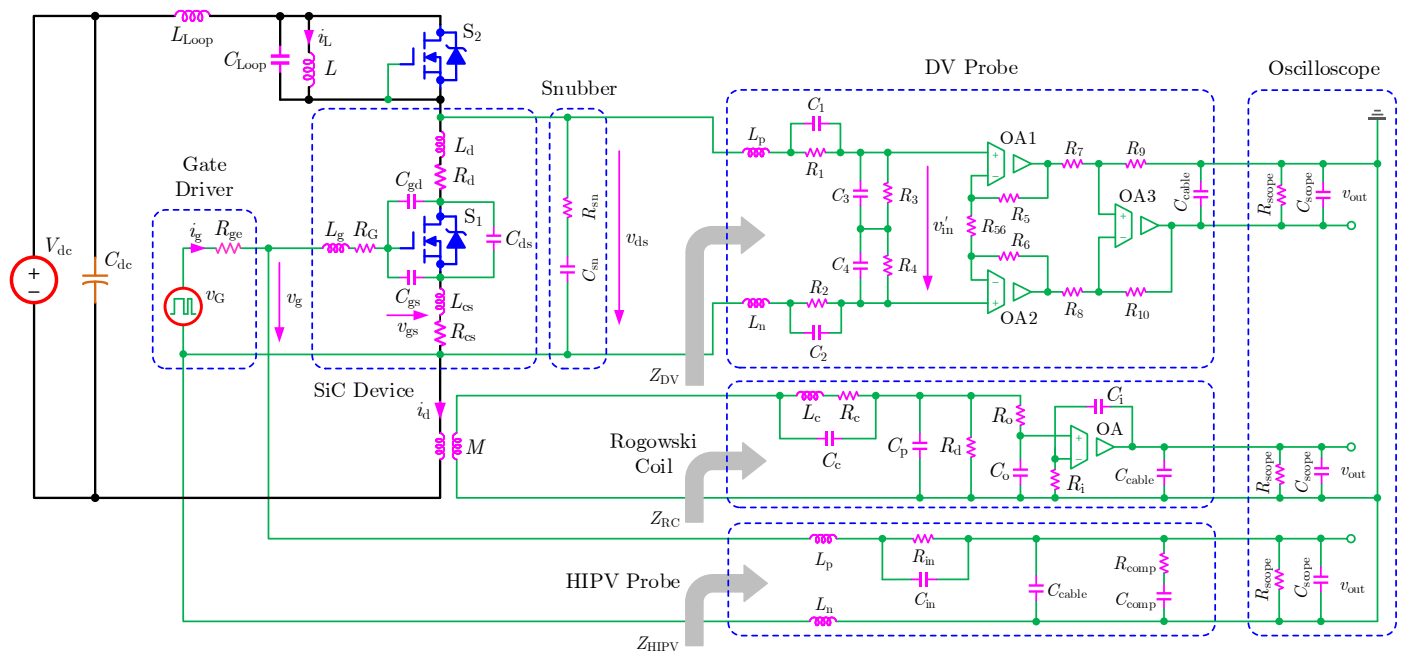 L_Loop
C_Loop
i_L
L
S_2
Snubber
DV Probe
Oscilloscope
Gate
Driver
V_dc
C_dc
i_g
R_ge
v_G
v_g
L_g
R_G
C_gd
C_gs
v_gs
L_d
R_d
S_1
C_ds
L_cs
R_cs
R_sn
C_sn
v_ds
SiC Device
i_d
M
L_p
C_1
R_1
C_3
R_3
C_4
R_4
v'_in
L_n
R_2
C_2
OA1
R_5
R_56
R_6
OA2
R_7
R_8
R_9
OA3
R_10
C_cable
R_scope
C_scope
v_out
Z_DV
Rogowski
Coil
Z_RC
L_c
R_c
C_c
C_p
R_d
R_o
C_o
C_i
OA
R_i
C_cable
R_scope
C_scope
v_out
HIPV Probe
Z_HIPV
L_p
R_in
C_in
L_n
C_cable
R_comp
C_comp
R_scope
C_scope
v_out